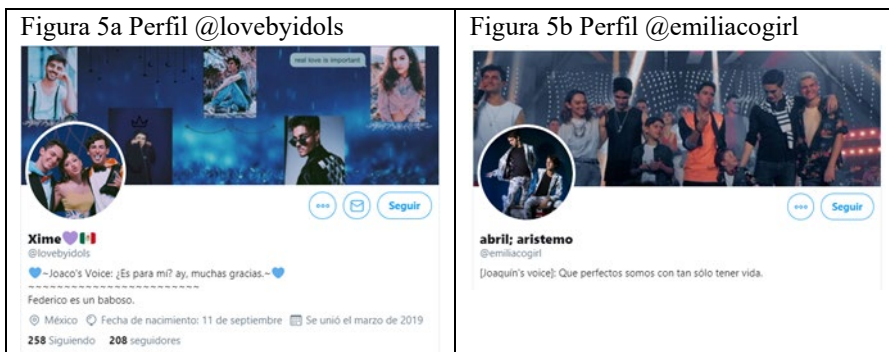 Figura 5a Perfil @lovebyidols
real love is important
Seguir
Xime💜🇲🇽
@lovebyidols
💙~Joaco's Voice: ¿Es para mí? ay, muchas gracias.~💙
~~~~~~~~~~~~~~~~~~~~~~~~
Federico es un baboso.
México Fecha de nacimiento: 11 de septiembre Se unió el marzo de 2019
258 Siguiendo 208 seguidores
Figura 5b Perfil @emiliacogirl
Seguir
abril; aristemo
@emiliacogirl
[Joaquín's voice]: Que perfectos somos con tan sólo tener vida.